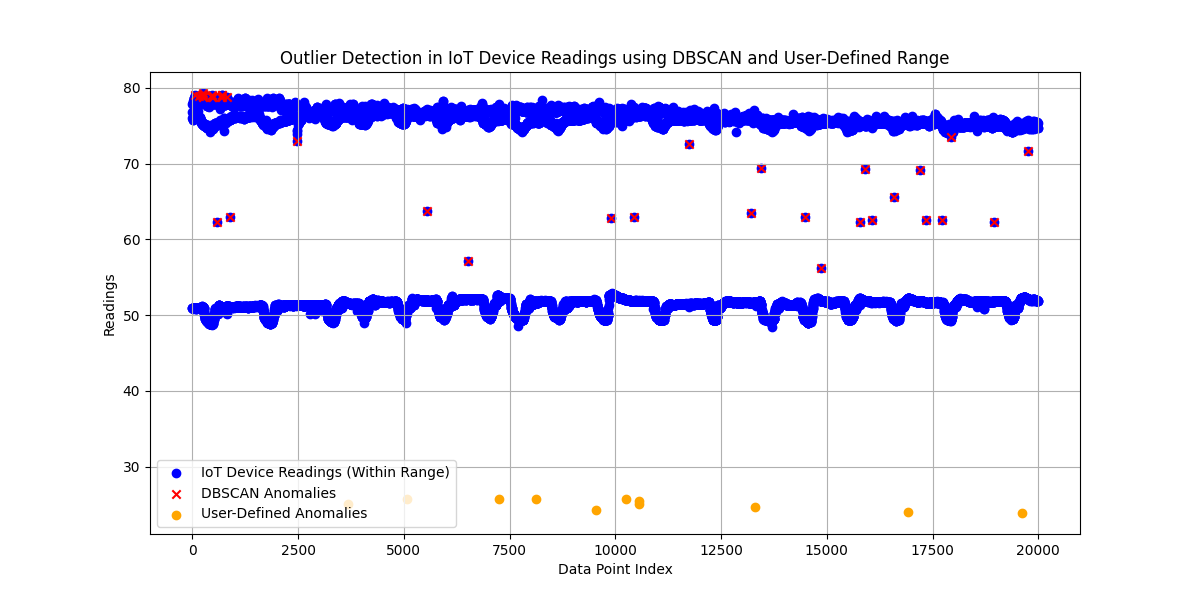 Outlier Detection in IoT Device Readings using DBSCAN and User-Defined Range
80
70
60
50
40
30
Readings
IoT Device Readings (Within Range)
DBSCAN Anomalies
User-Defined Anomalies
0 2500 5000 7500 10000 12500 15000 17500 20000
Data Point Index